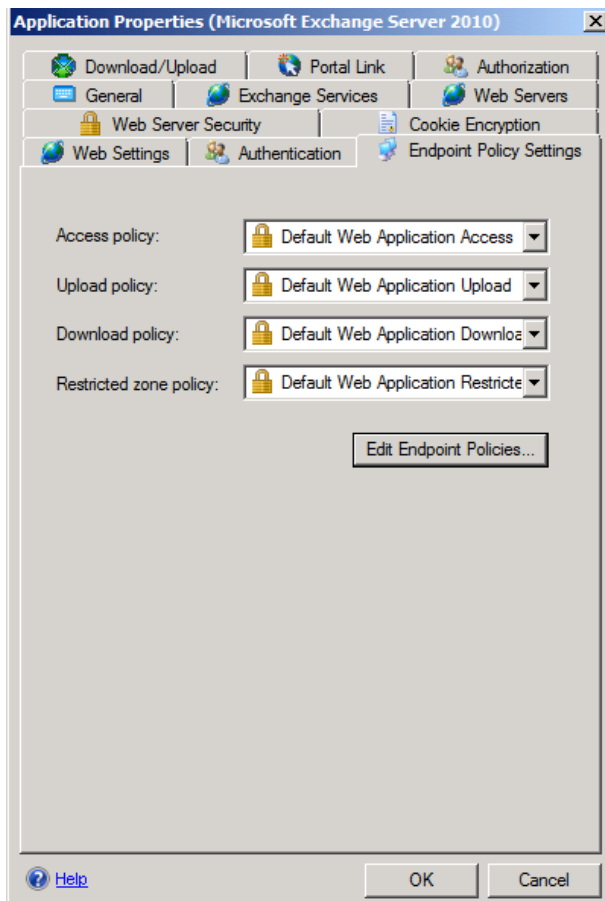 Application Properties (Microsoft Exchange Server 2010)
Download/Upload
Portal Link
Authorization
General
Exchange Services
Web Servers
Web Server Security
Cookie Encryption
Web Settings
Authentication
Endpoint Policy Settings
Access policy:
Default Web Application Access
Upload policy:
Default Web Application Upload
Download policy:
Default Web Application Downloa
Restricted zone policy:
Default Web Application Restricte
Edit Endpoint Policies...
Help
OK
Cancel